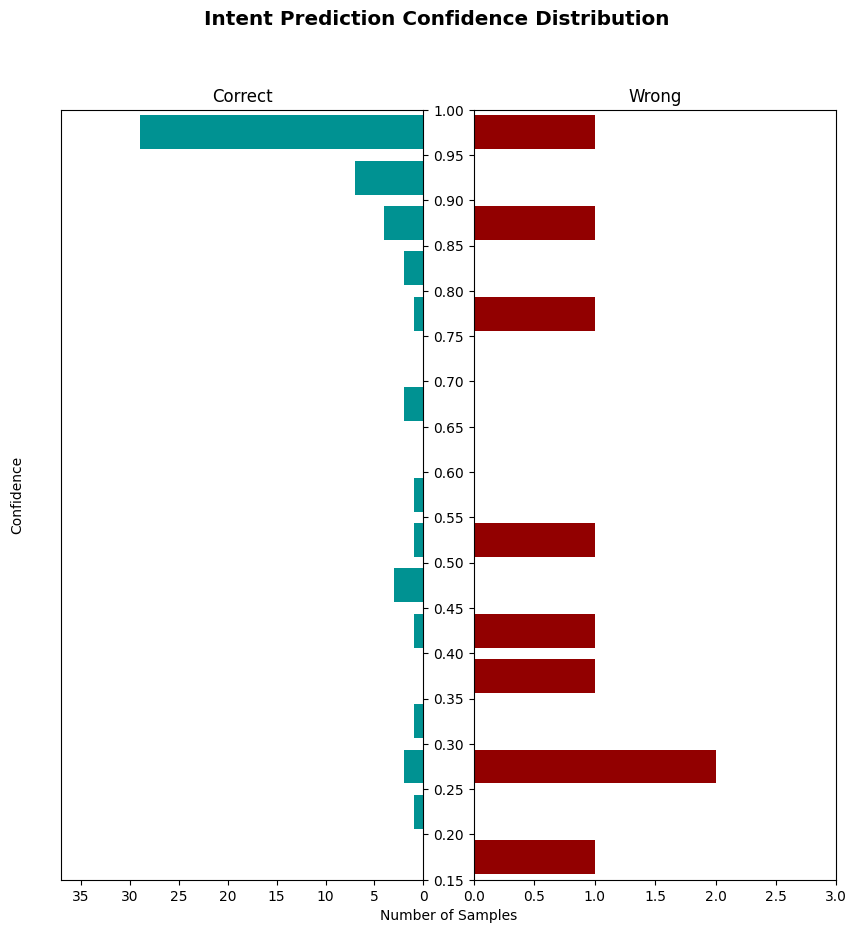 Intent Prediction Confidence Distribution
Correct
Wrong
Confidence
1.00
0.95
0.90
0.85
0.80
0.75
0.70
0.65
0.60
0.55
0.50
0.45
0.40
0.35
0.30
0.25
0.20
0.15
35 30 25 20 15 10 5 0
0.0 0.5 1.0 1.5 2.0 2.5 3.0
Number of Samples